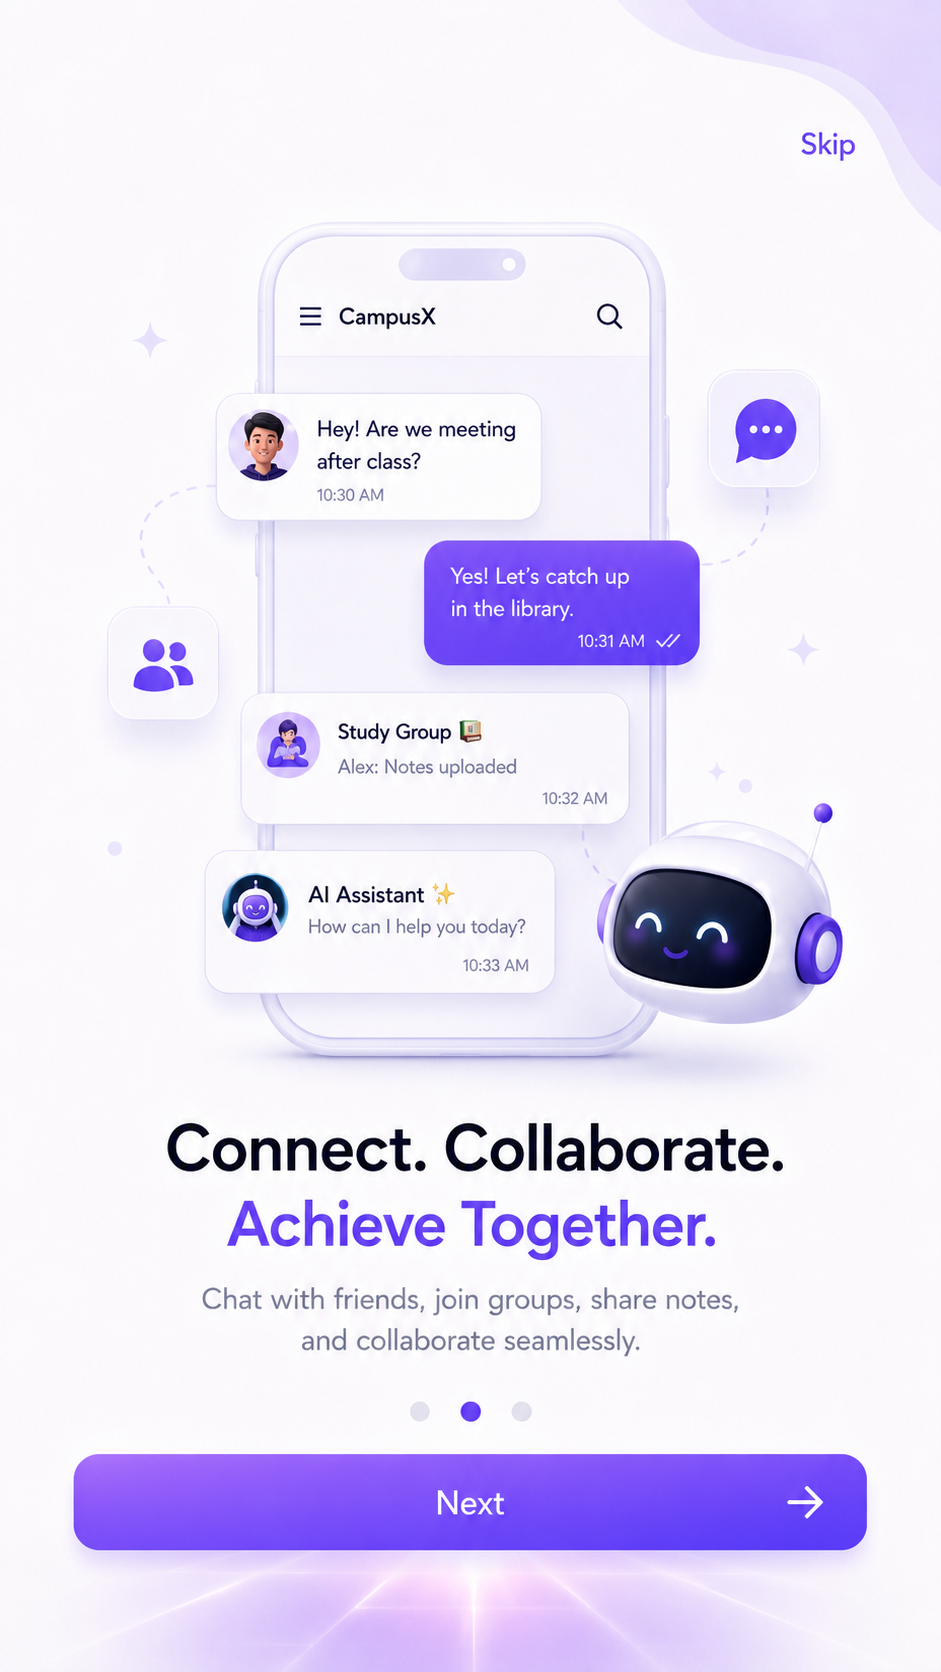 Skip
CampusX
Hey! Are we meeting
after class?
10:30 AM
Yes! Let's catch up
in the library.
10:31 AM
Study Group
Alex: Notes uploaded
10:32 AM
AI Assistant ✨
How can I help you today?
10:33 AM
Connect. Collaborate.
Achieve Together.
Chat with friends, join groups, share notes,
and collaborate seamlessly.
Next